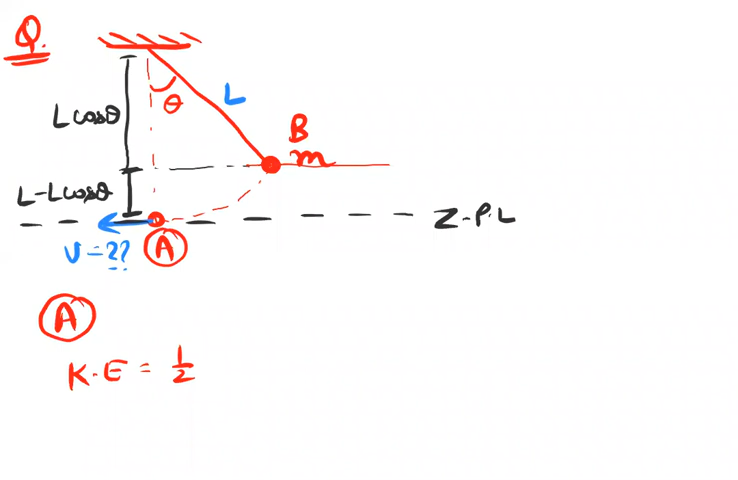 Q.
L
θ
L cosθ
B
m
L-L cosθ
Z.P.L
V = ??
A
A
K.E = 1/2